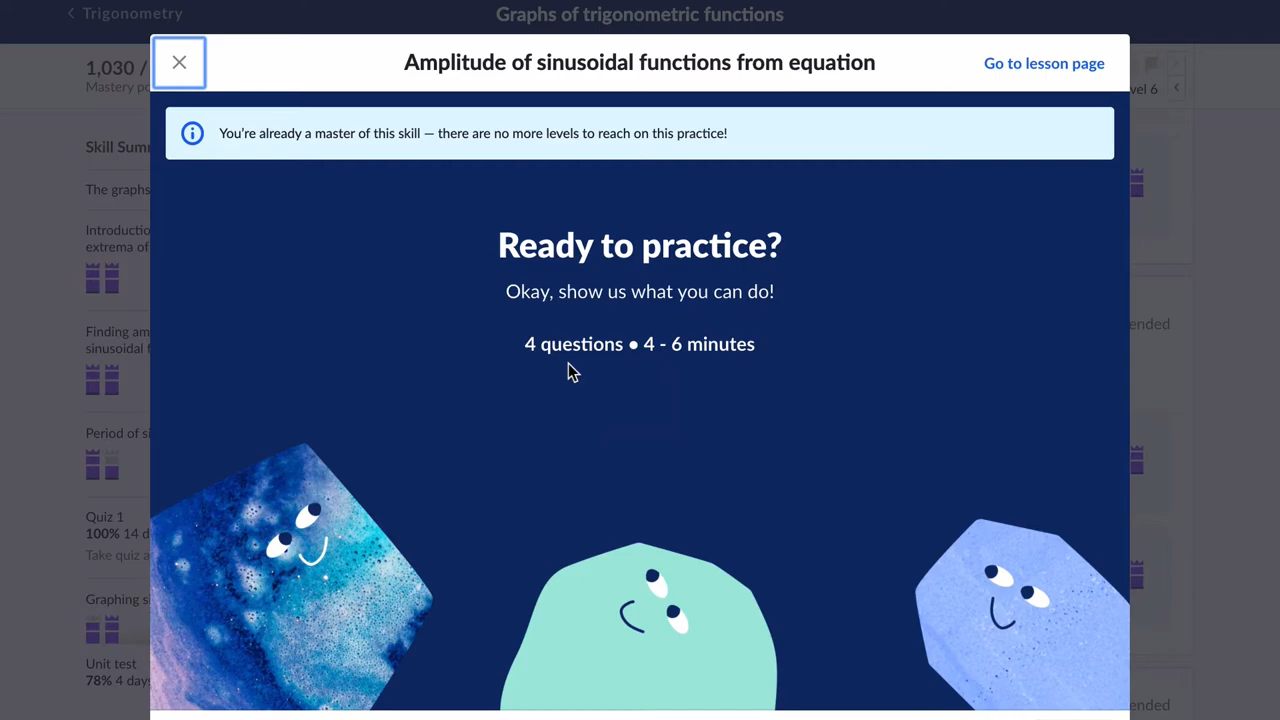 Trigonometry
Graphs of trigonometric functions
Amplitude of sinusoidal functions from equation
Go to lesson page
1,030 /
Mastery
vel 6
You're already a master of this skill — there are no more levels to reach on this practice!
Skill
The graphs
Introductio
extrema of
Ready to practice?
Okay, show us what you can do!
4 questions • 4 - 6 minutes
Finding am
sinusoidal f
ended
Period of si
Quiz 1
100% 14 d
Take quiz a
Graphing si
Unit test
78% 4 days
ended